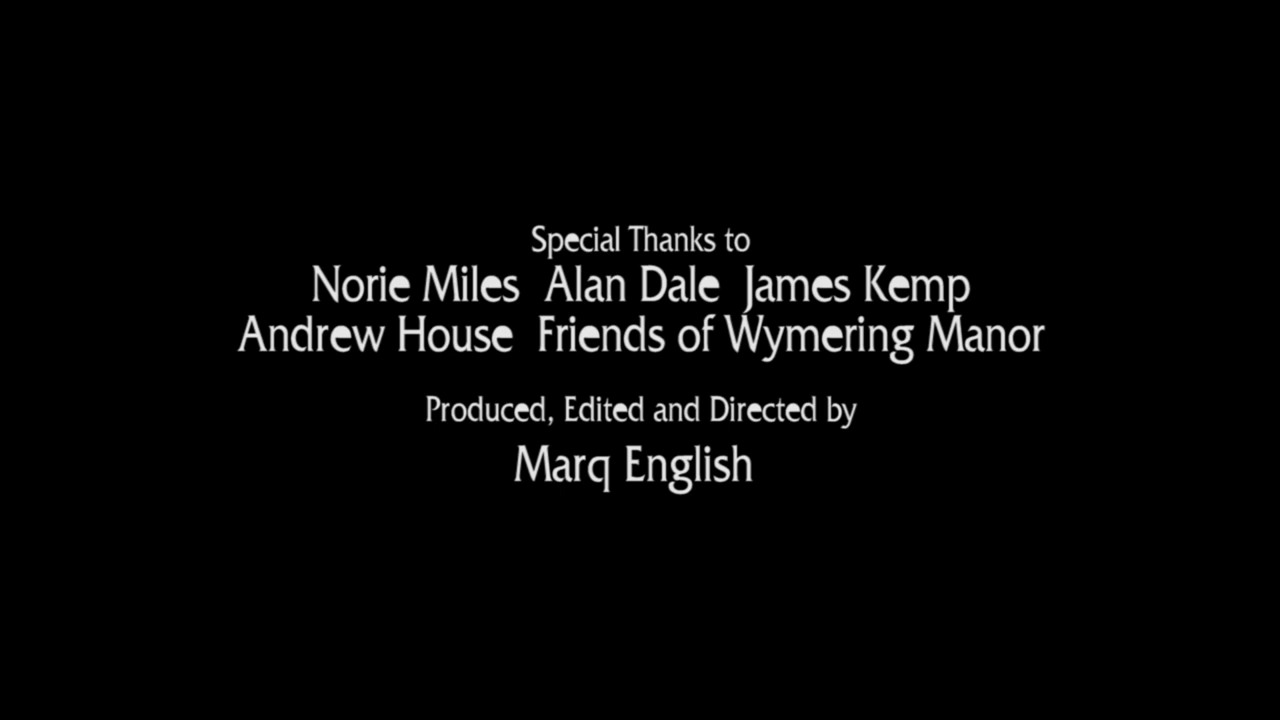 Special Thanks to
Norie Miles Alan Dale James Kemp
Andrew House Friends of Wymering Manor
Produced, Edited and Directed by
Marq English